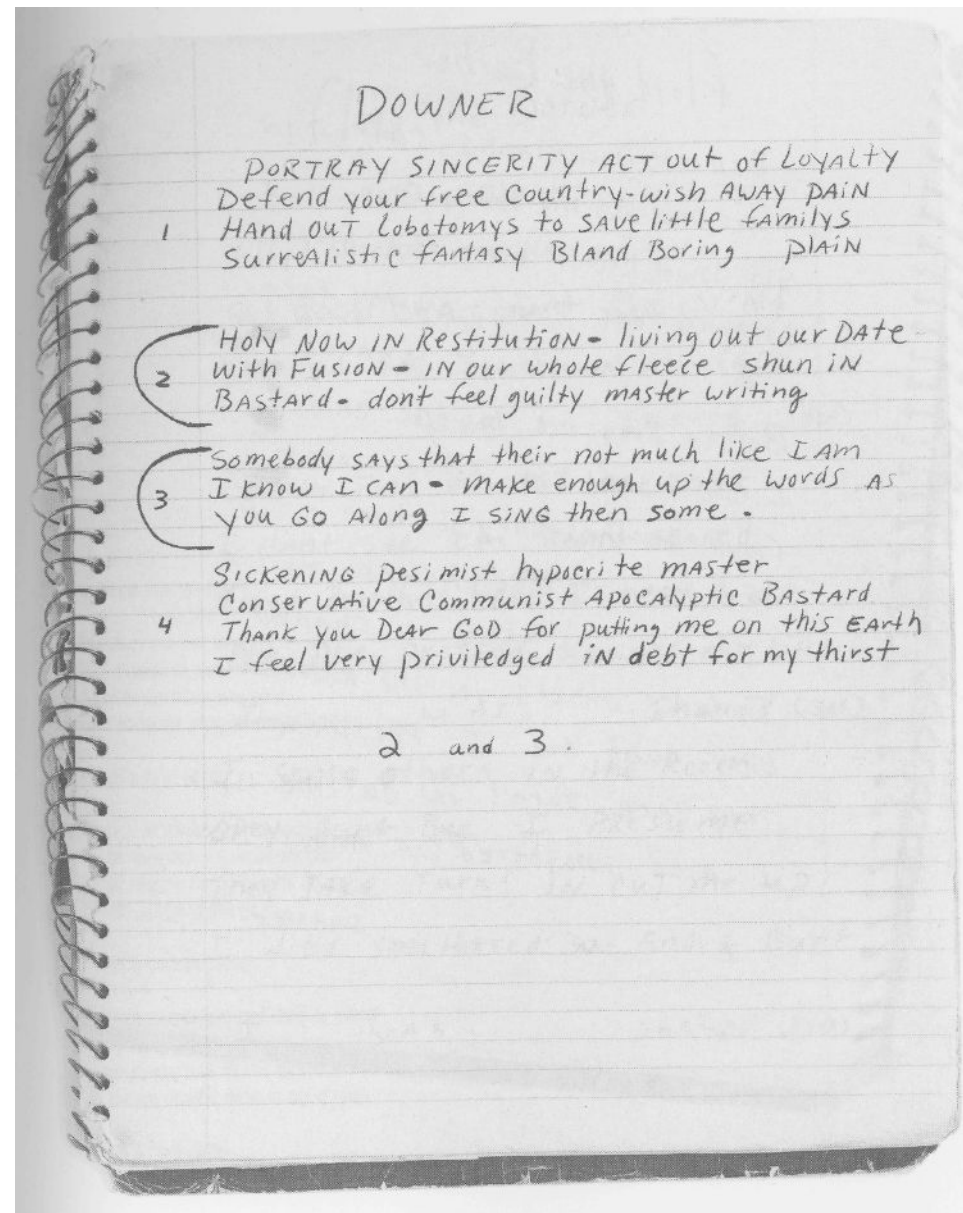 DOWNER
PORTRAY SINCERITY ACT out of LOYALTY
Defend your free Country-wish AWAY PAIN
1 HAnd OUT lobotomys to SAVE little fAmilys
SurreAlistic fANtASY BlAnd Boring plAiN
Holy Now IN Restitution - living out our DAte
2 with FUSION - IN our whole fleece shun iN
BAStArd - don't feel guilty mAster writing
Somebody SAYS thAt their not much like I Am
3 I KNOW I CAN - MAKE enough up the words AS
YOU GO Along I SiNG then some.
SICKENiNG pesimist hypocrite mAster
4 ConservAtive Communist ApocAlyptic BAStArd
ThAnk you DeAr GOD for putting me on this EArth
I feel very priviledged iN debt for my thirst
2 and 3.